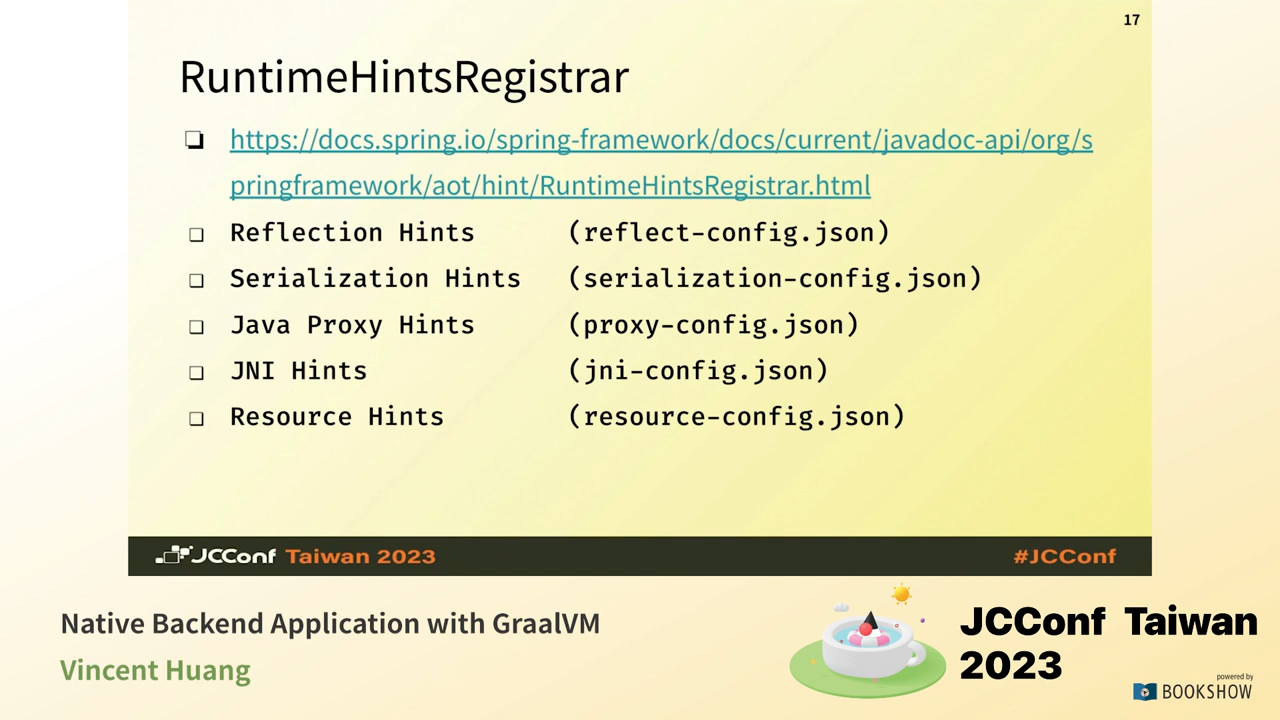 17
RuntimeHintsRegistrar
❏ https://docs.spring.io/spring-framework/docs/current/javadoc-api/org/s
pringframework/aot/hint/RuntimeHintsRegistrar.html
❏ Reflection Hints (reflect-config.json)
❏ Serialization Hints (serialization-config.json)
❏ Java Proxy Hints (proxy-config.json)
❏ JNI Hints (jni-config.json)
❏ Resource Hints (resource-config.json)
JCConf Taiwan 2023 #JCConf
Native Backend Application with GraalVM
Vincent Huang
JCConf Taiwan
2023
powered by
BOOKSHOW